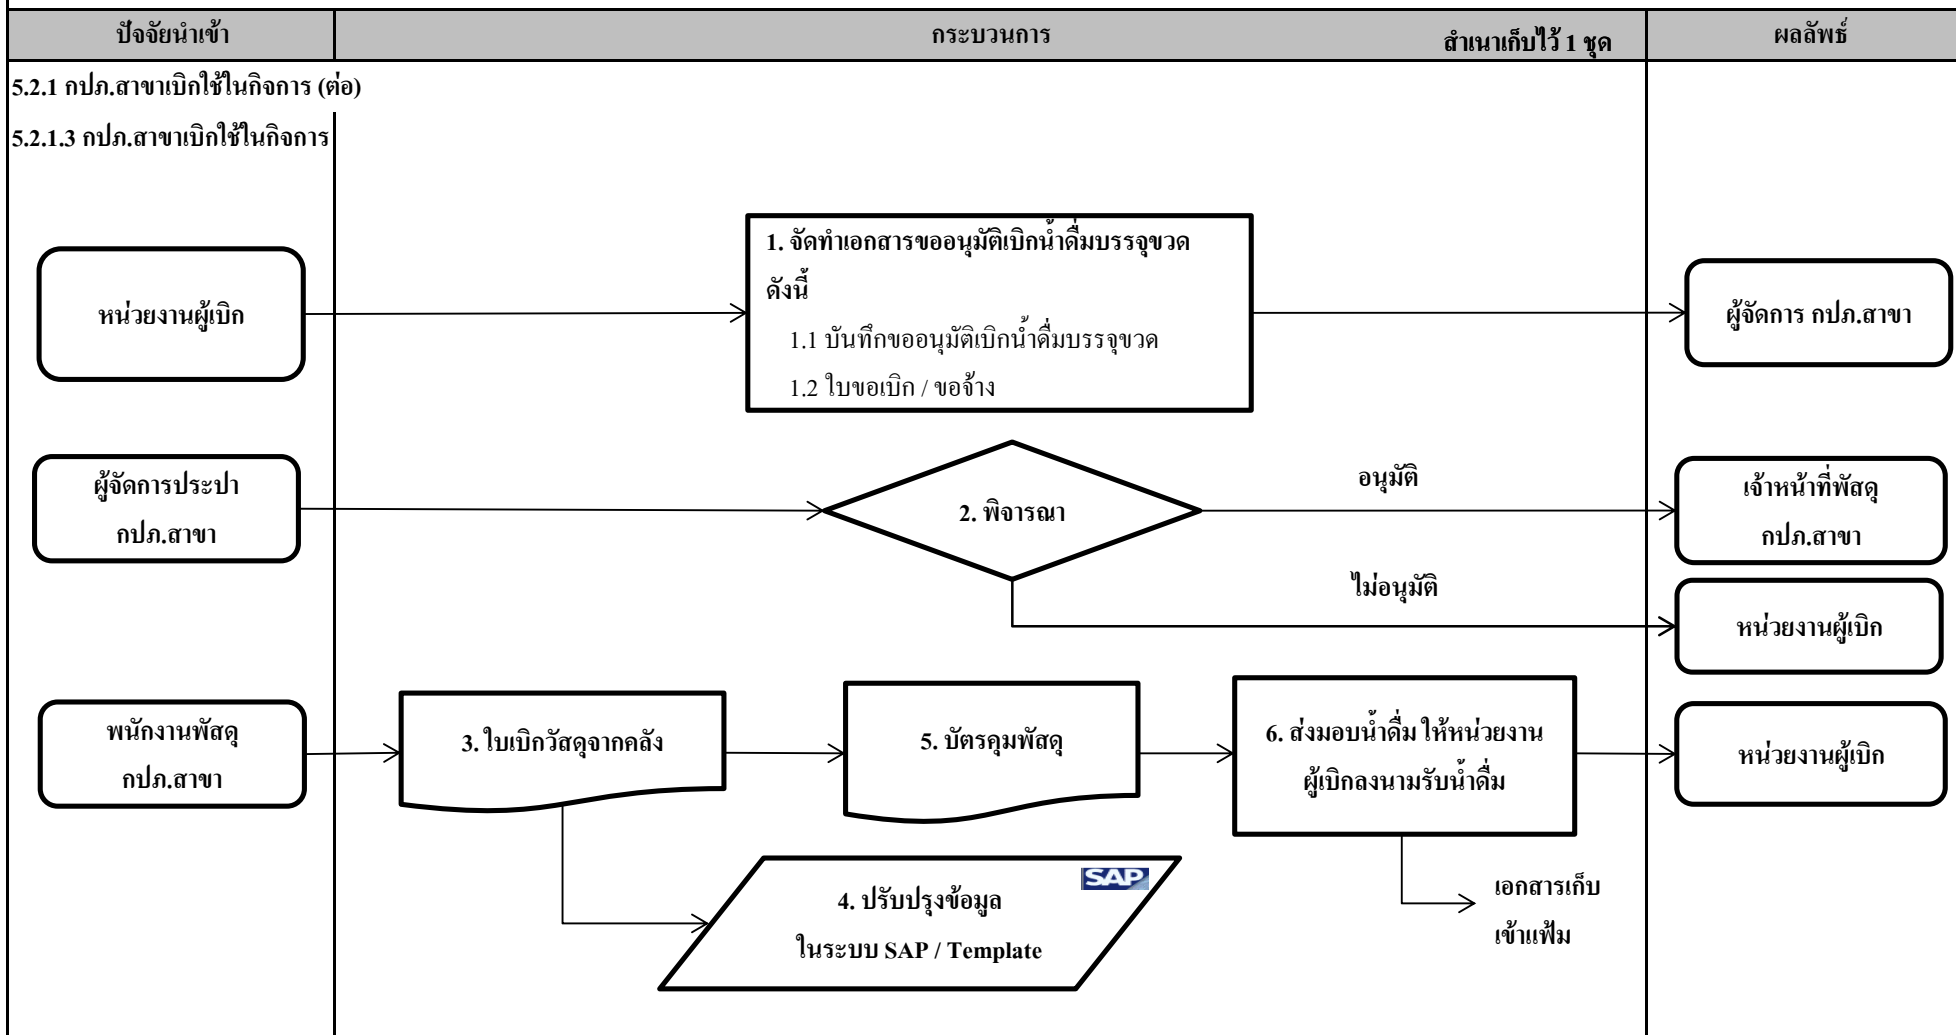 ปัจจัยนำเข้า
กระบวนการ
สำเนาเก็บไว้ 1 ชุด
ผลลัพธ์
5.2.1 กปภ.สาขาเบิกใช้ในกิจการ (ต่อ)
5.2.1.3 กปภ.สาขาเบิกใช้ในกิจการ
หน่วยงานผู้เบิก
1. จัดทำเอกสารขออนุมัติเบิกน้ำดื่มบรรจุขวด
ดังนี้
1.1 บันทึกขออนุมัติเบิกน้ำดื่มบรรจุขวด
1.2 ใบขอเบิก / ขอจ้าง
ผู้จัดการ กปภ.สาขา
ผู้จัดการประปา
กปภ.สาขา
2. พิจารณา
อนุมัติ
เจ้าหน้าที่พัสดุ
กปภ.สาขา
ไม่อนุมัติ
หน่วยงานผู้เบิก
พนักงานพัสดุ
กปภ.สาขา
3. ใบเบิกวัสดุจากคลัง
5. บัตรคุมพัสดุ
6. ส่งมอบน้ำดื่ม ให้หน่วยงาน
ผู้เบิกลงนามรับน้ำดื่ม
หน่วยงานผู้เบิก
SAP
4. ปรับปรุงข้อมูล
ในระบบ SAP / Template
เอกสารเก็บ
เข้าแฟ้ม